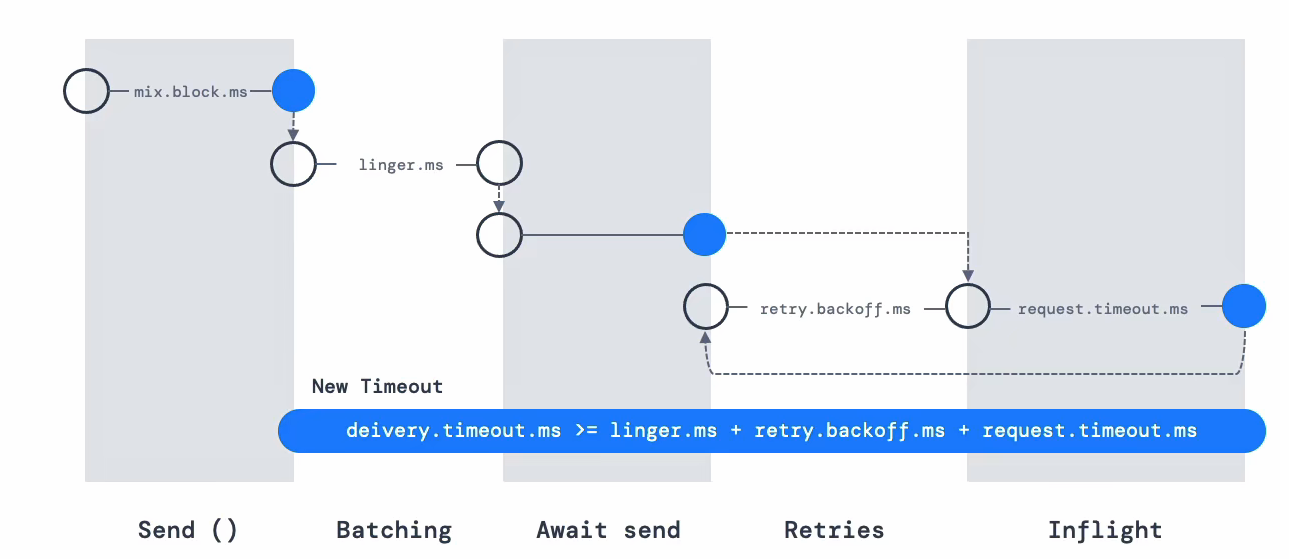 mix.block.ms
linger.ms
retry.backoff.ms
request.timeout.ms
New Timeout
deivery.timeout.ms >= linger.ms + retry.backoff.ms + request.timeout.ms
Send ()
Batching
Await send
Retries
Inflight